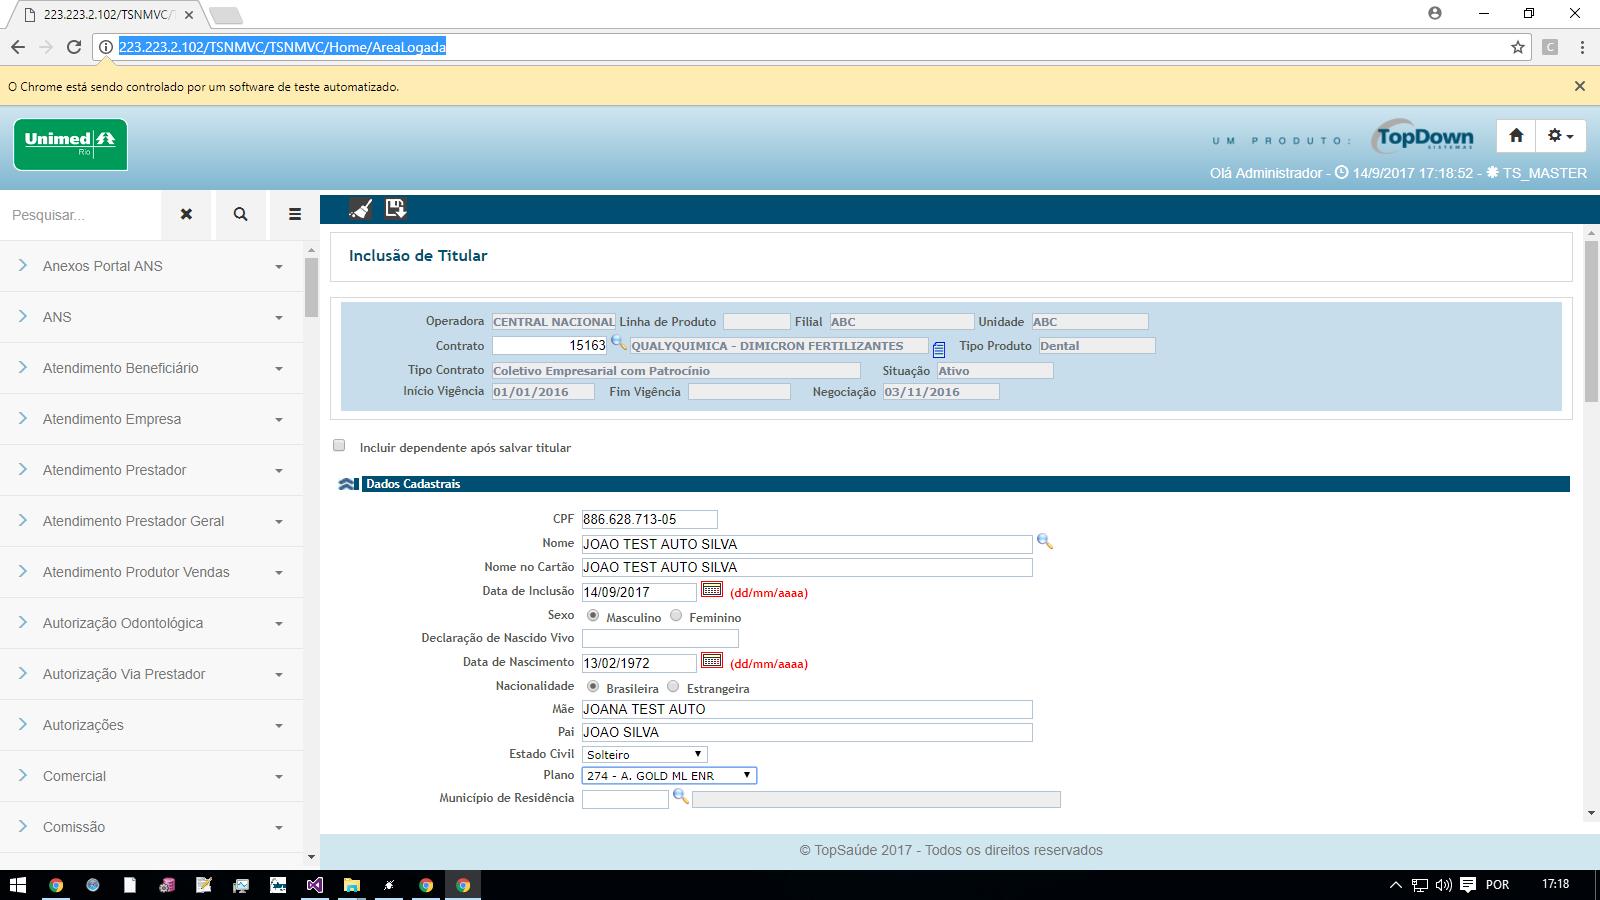 223.223.2.102/TSNMVC/T
223.223.2.102/TSNMVC/TSNMVC/Home/AreaLogada
O Chrome está sendo controlado por um software de teste automatizado.
Unimed
Rio
UM PRODUTO: TopDown
SISTEMAS
Olá Administrador - 14/9/2017 17:18:52 - TS_MASTER
Pesquisar...
Anexos Portal ANS
ANS
Atendimento Beneficiário
Atendimento Empresa
Atendimento Prestador
Atendimento Prestador Geral
Atendimento Produtor Vendas
Autorização Odontológica
Autorização Via Prestador
Autorizações
Comercial
Comissão
Inclusão de Titular
Operadora CENTRAL NACIONAL Linha de Produto Filial ABC Unidade ABC
Contrato 15163 QUALYQUIMICA - DIMICRON FERTILIZANTES Tipo Produto Dental
Tipo Contrato Coletivo Empresarial com Patrocínio Situação Ativo
Início Vigência 01/01/2016 Fim Vigência Negociação 03/11/2016
Incluir dependente após salvar titular
Dados Cadastrais
CPF 886.628.713-05
Nome JOAO TEST AUTO SILVA
Nome no Cartão JOAO TEST AUTO SILVA
Data de Inclusão 14/09/2017 (dd/mm/aaaa)
Sexo Masculino Feminino
Declaração de Nascido Vivo
Data de Nascimento 13/02/1972 (dd/mm/aaaa)
Nacionalidade Brasileira Estrangeira
Mãe JOANA TEST AUTO
Pai JOAO SILVA
Estado Civil Solteiro
Plano 274 - A. GOLD ML ENR
Município de Residência
© TopSaúde 2017 - Todos os direitos reservados
POR 17:18